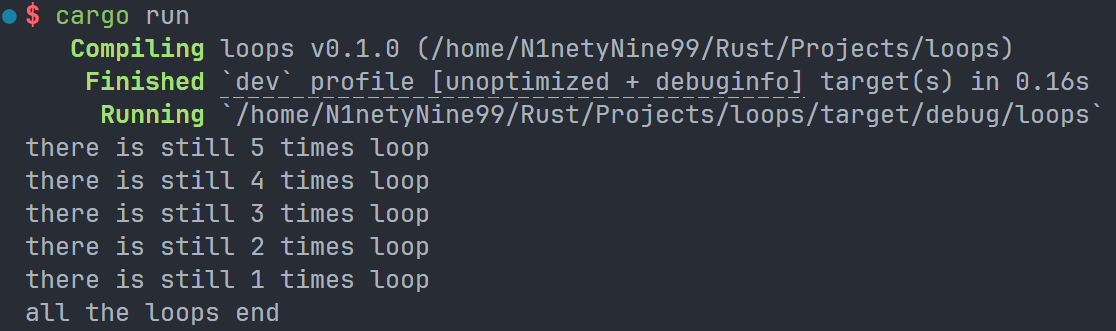 $ cargo run
Compiling loops v0.1.0 (/home/N1netyNine99/Rust/Projects/loops)
Finished `dev` profile [unoptimized + debuginfo] target(s) in 0.16s
Running `/home/N1netyNine99/Rust/Projects/loops/target/debug/loops`
there is still 5 times loop
there is still 4 times loop
there is still 3 times loop
there is still 2 times loop
there is still 1 times loop
all the loops end